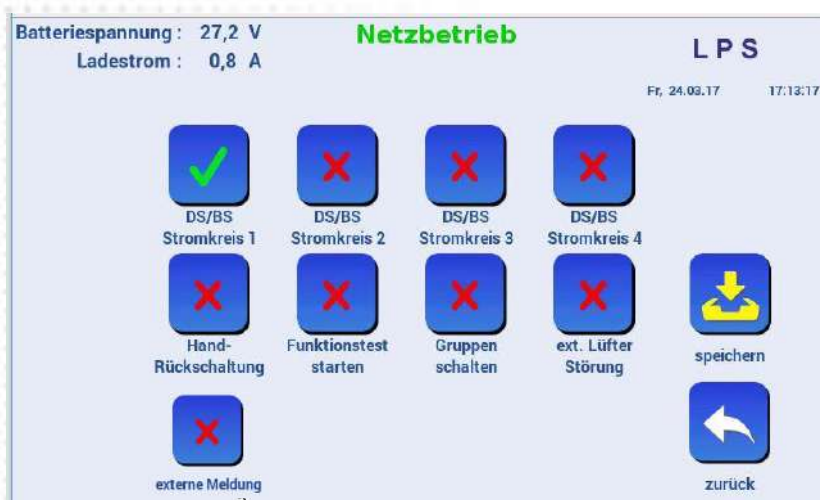 Batteriespannung : 27,2 V
Netzbetrieb
Ladestrom : 0,8 A
LPS
Fr, 24.03.17 17:13:17
DS/BS
Stromkreis 1
DS/BS
Stromkreis 2
DS/BS
Stromkreis 3
DS/BS
Stromkreis 4
Hand-
Rückschaltung
Funktionstest
starten
Gruppen
schalten
ext. Lüfter
Störung
speichern
externe Meldung
zurück